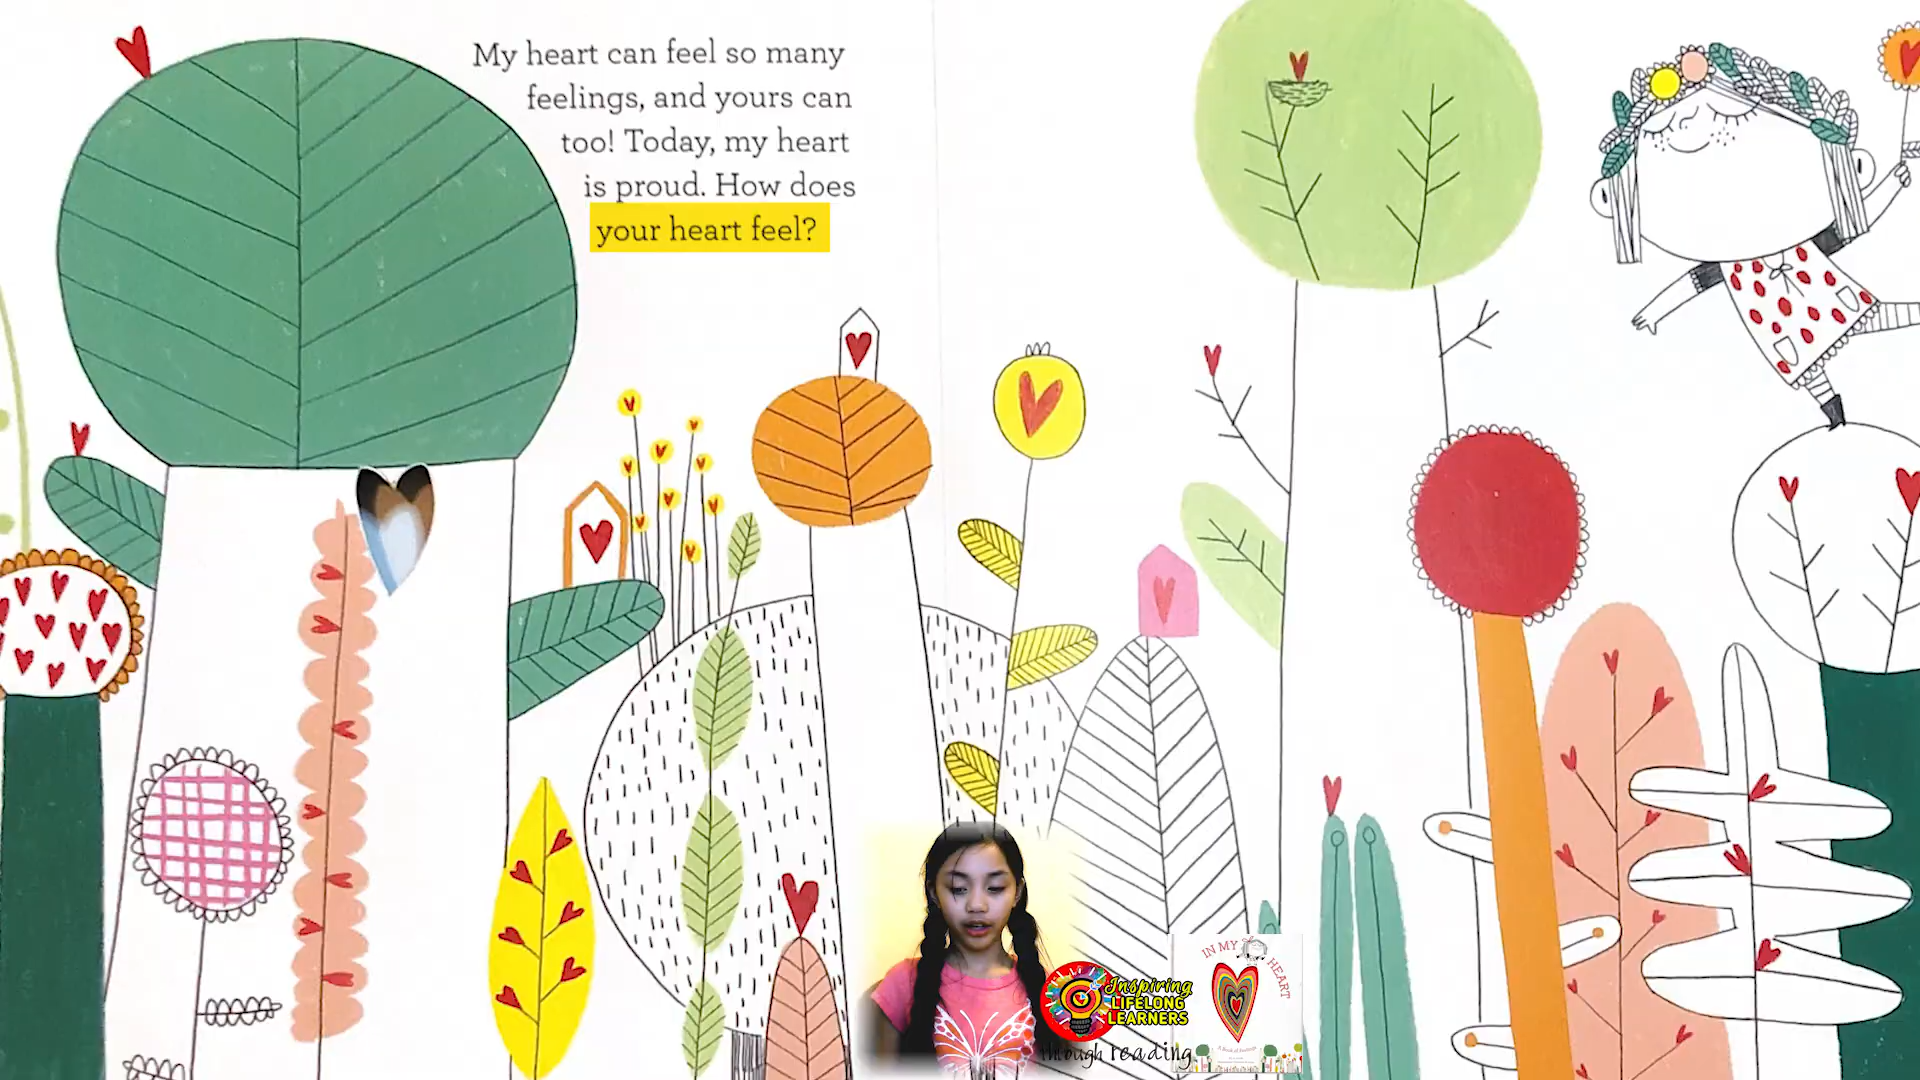 My heart can feel so many
feelings, and yours can
too! Today, my heart
is proud. How does
your heart feel?
Inspiring
LIFELONG
LEARNERS
through reading
IN MY
HEART